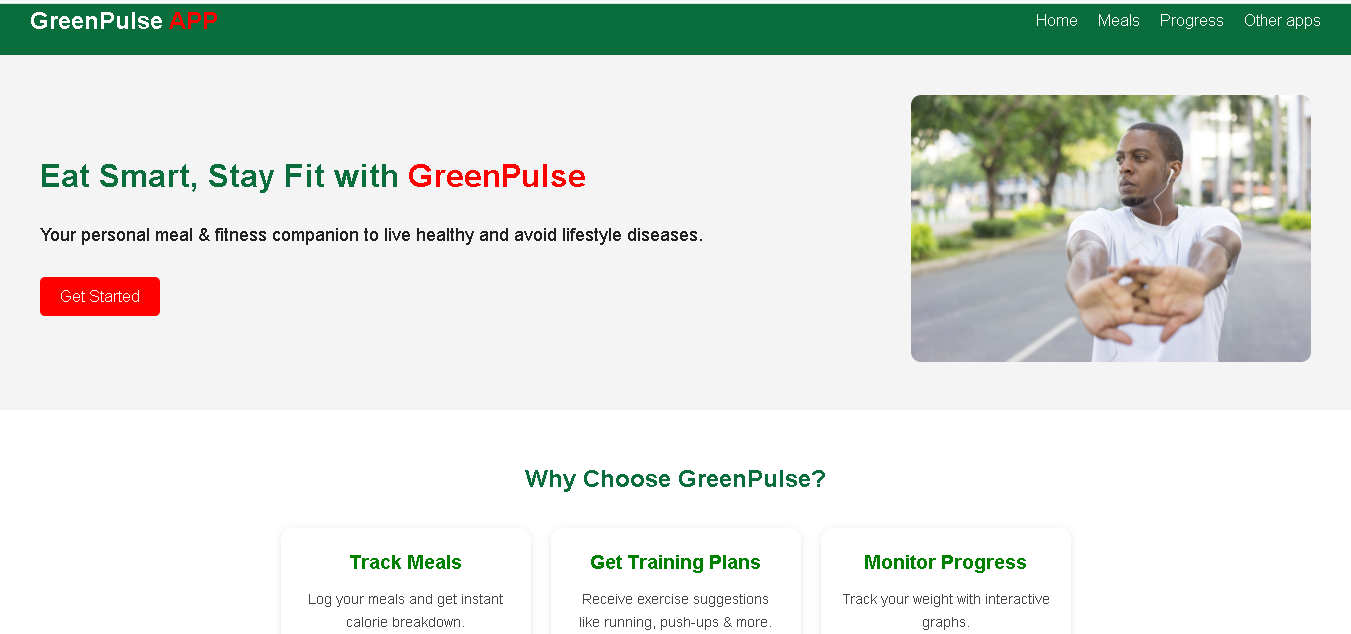 GreenPulse APP
Home Meals Progress Other apps
Eat Smart, Stay Fit with GreenPulse
Your personal meal & fitness companion to live healthy and avoid lifestyle diseases.
Get Started
Why Choose GreenPulse?
Track Meals
Log your meals and get instant
calorie breakdown.
Get Training Plans
Receive exercise suggestions
like running, push-ups & more.
Monitor Progress
Track your weight with interactive
graphs.